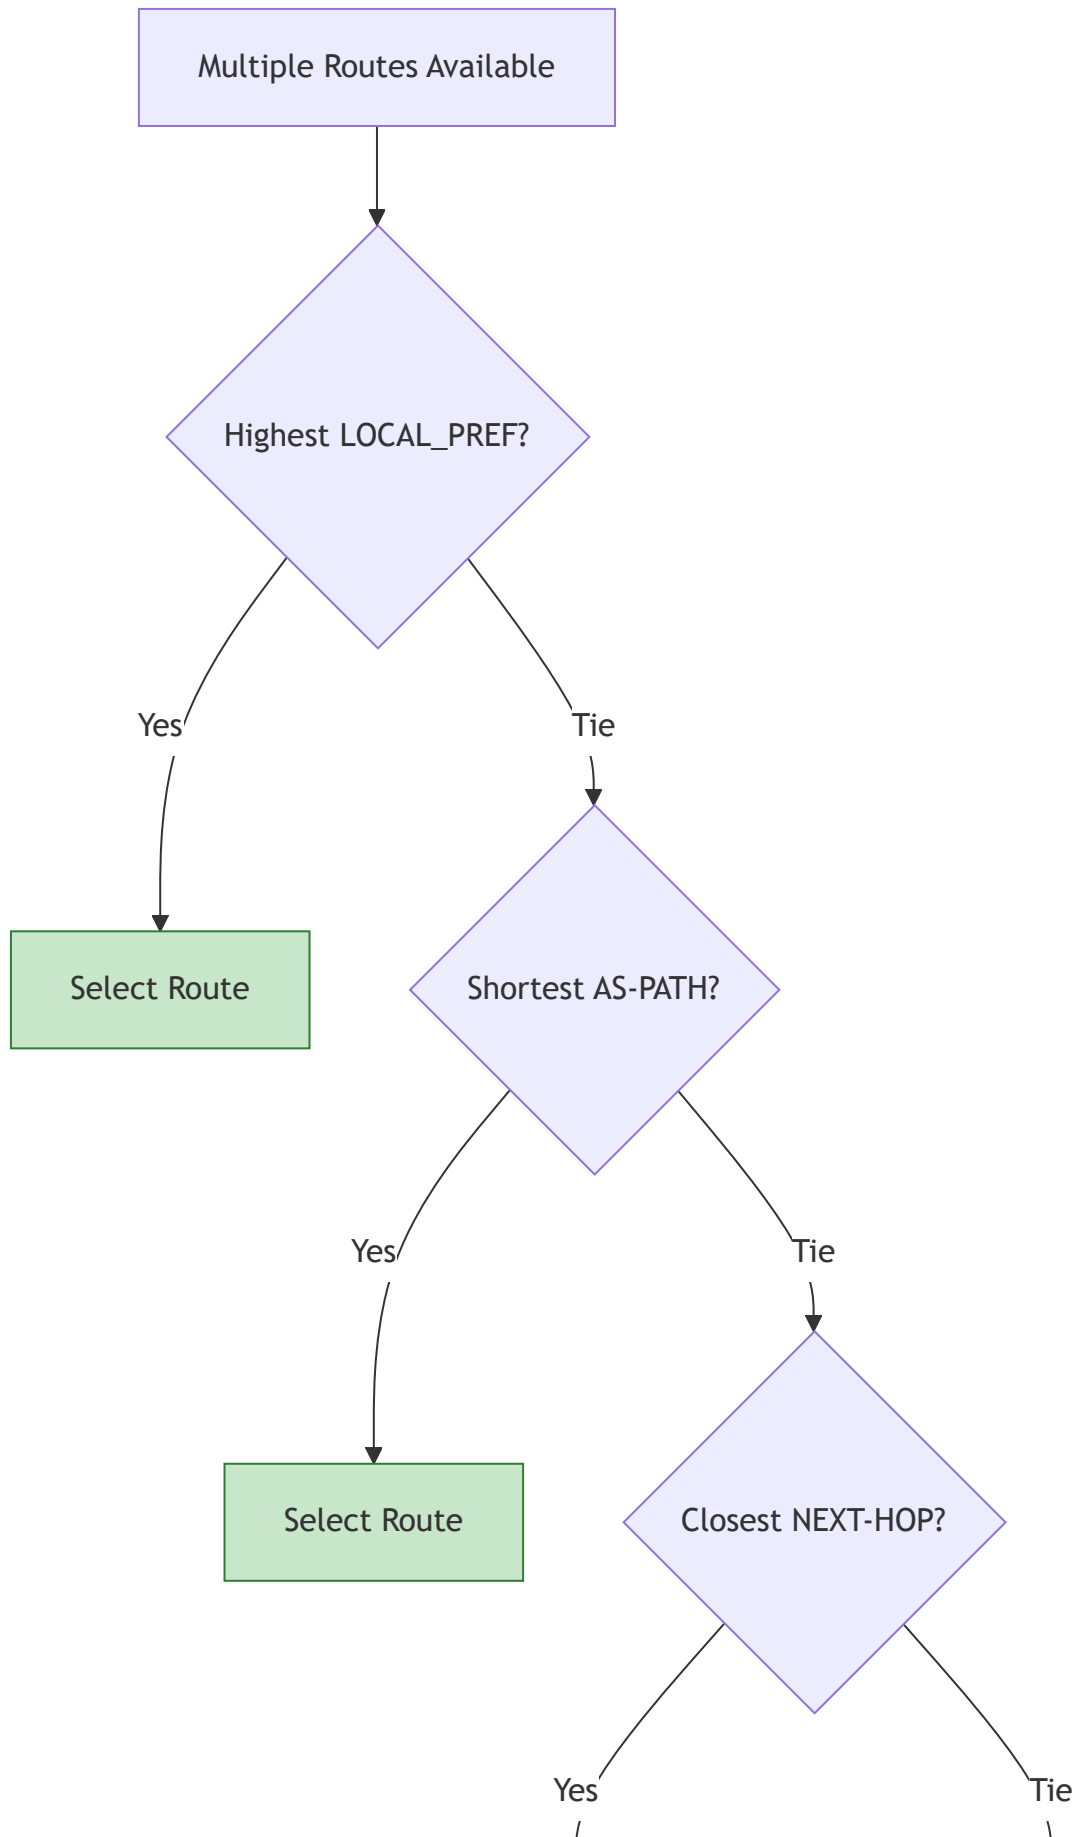 Multiple Routes Available
Highest LOCAL_PREF?
Yes
Tie
Select Route
Shortest AS-PATH?
Yes
Tie
Select Route
Closest NEXT-HOP?
Yes
Tie